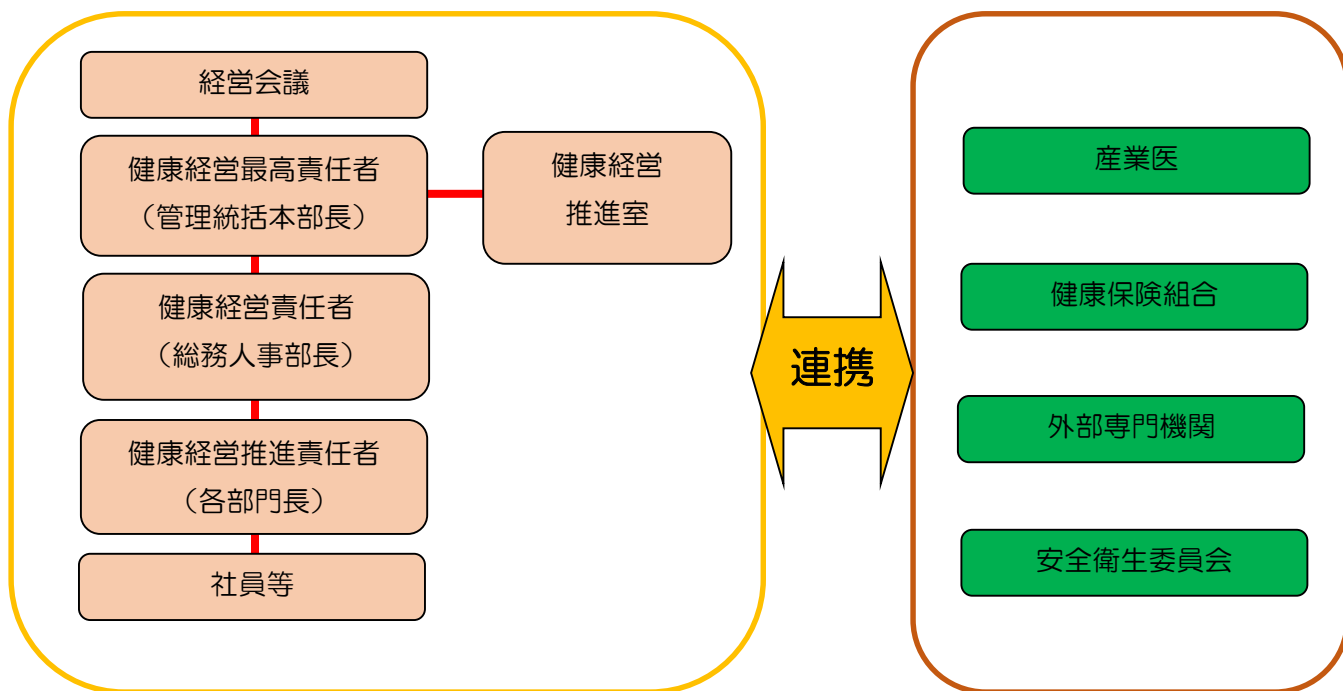 経営会議
健康経営最高責任者
（管理統括本部長）
健康経営
推進室
健康経営責任者
（総務人事部長）
健康経営推進責任者
（各部門長）
社員等
連携
産業医
健康保険組合
外部専門機関
安全衛生委員会